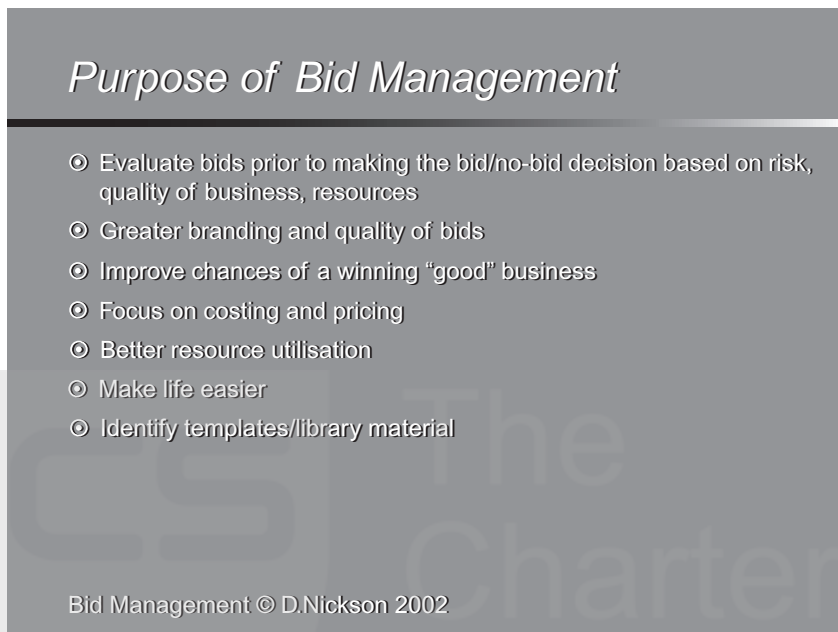 Purpose of Bid Management
Evaluate bids prior to making the bid/no-bid decision based on risk,
quality of business, resources
Greater branding and quality of bids
Improve chances of a winning “good” business
Focus on costing and pricing
Better resource utilisation
Make life easier
Identify templates/library material
CS
The
Charter
Bid Management © D.Nickson 2002